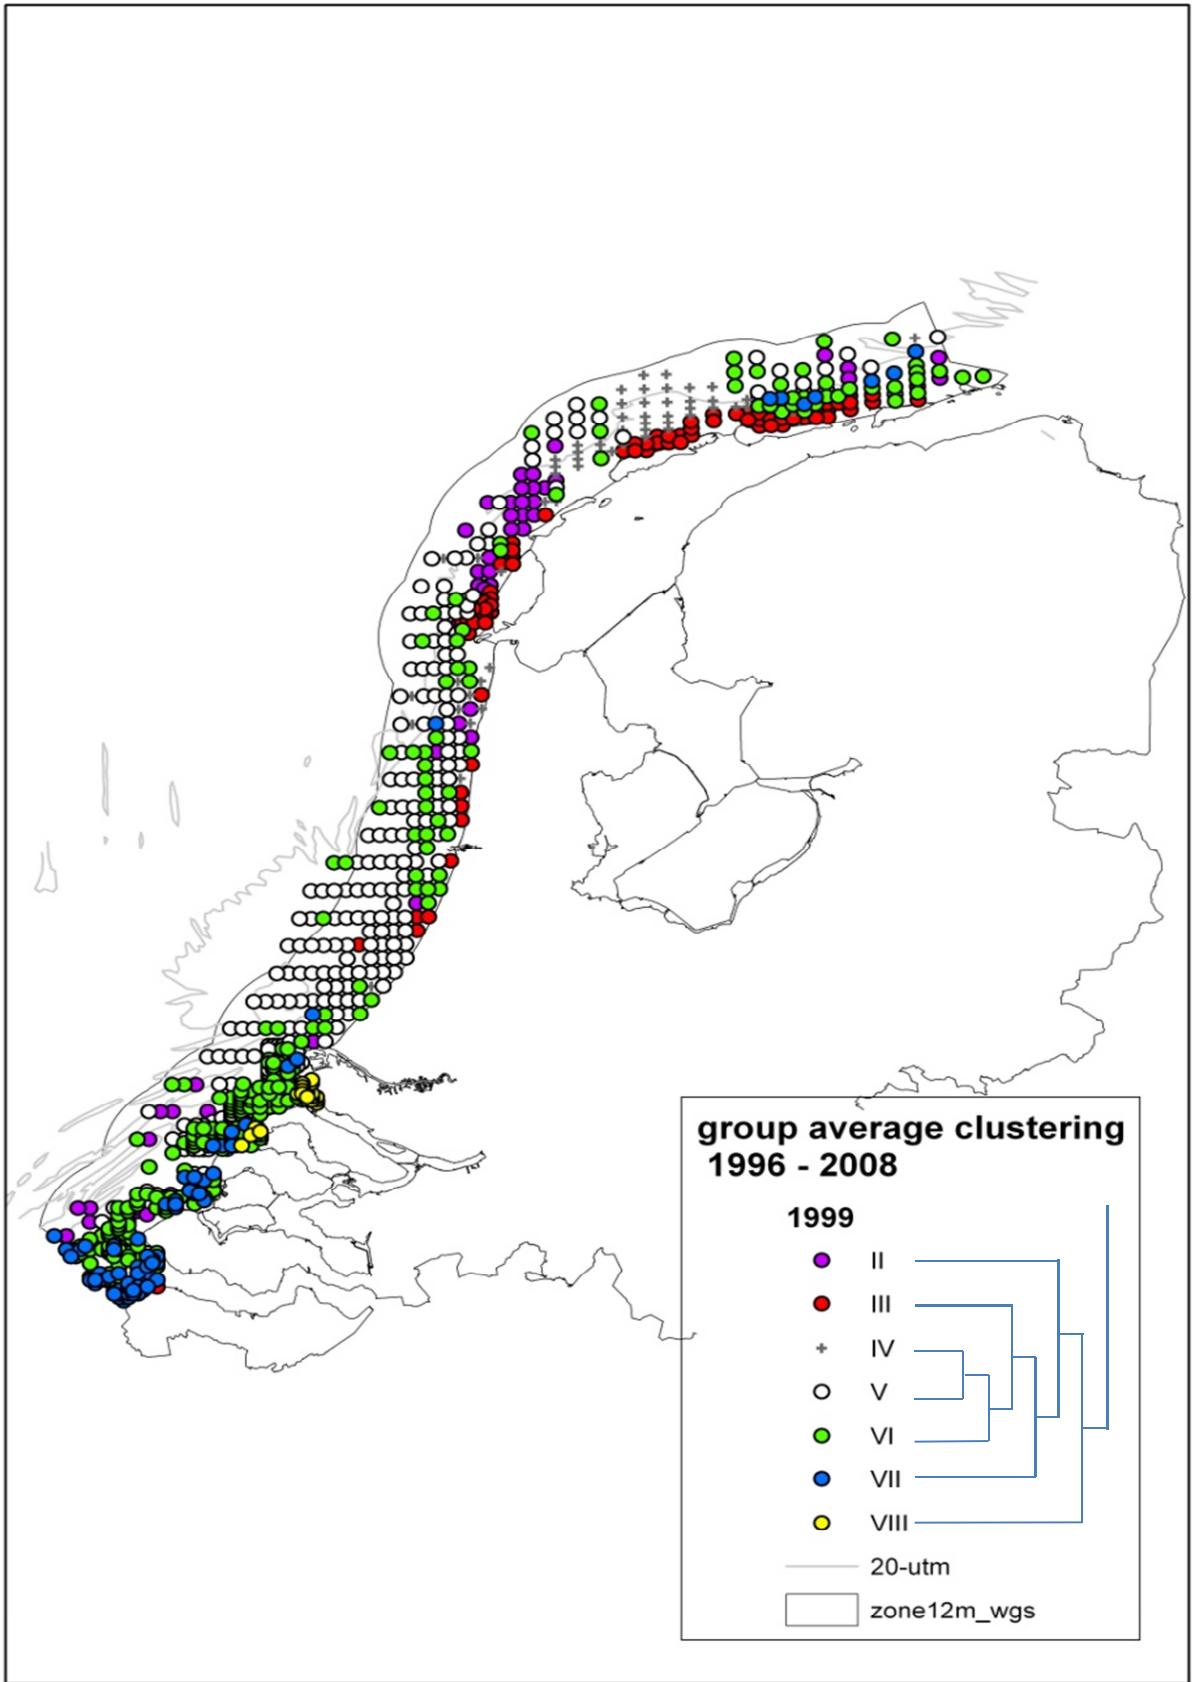 group average clustering
1996 - 2008
1999
II
III
IV
V
VI
VII
VIII
20-utm
zone12m_wgs